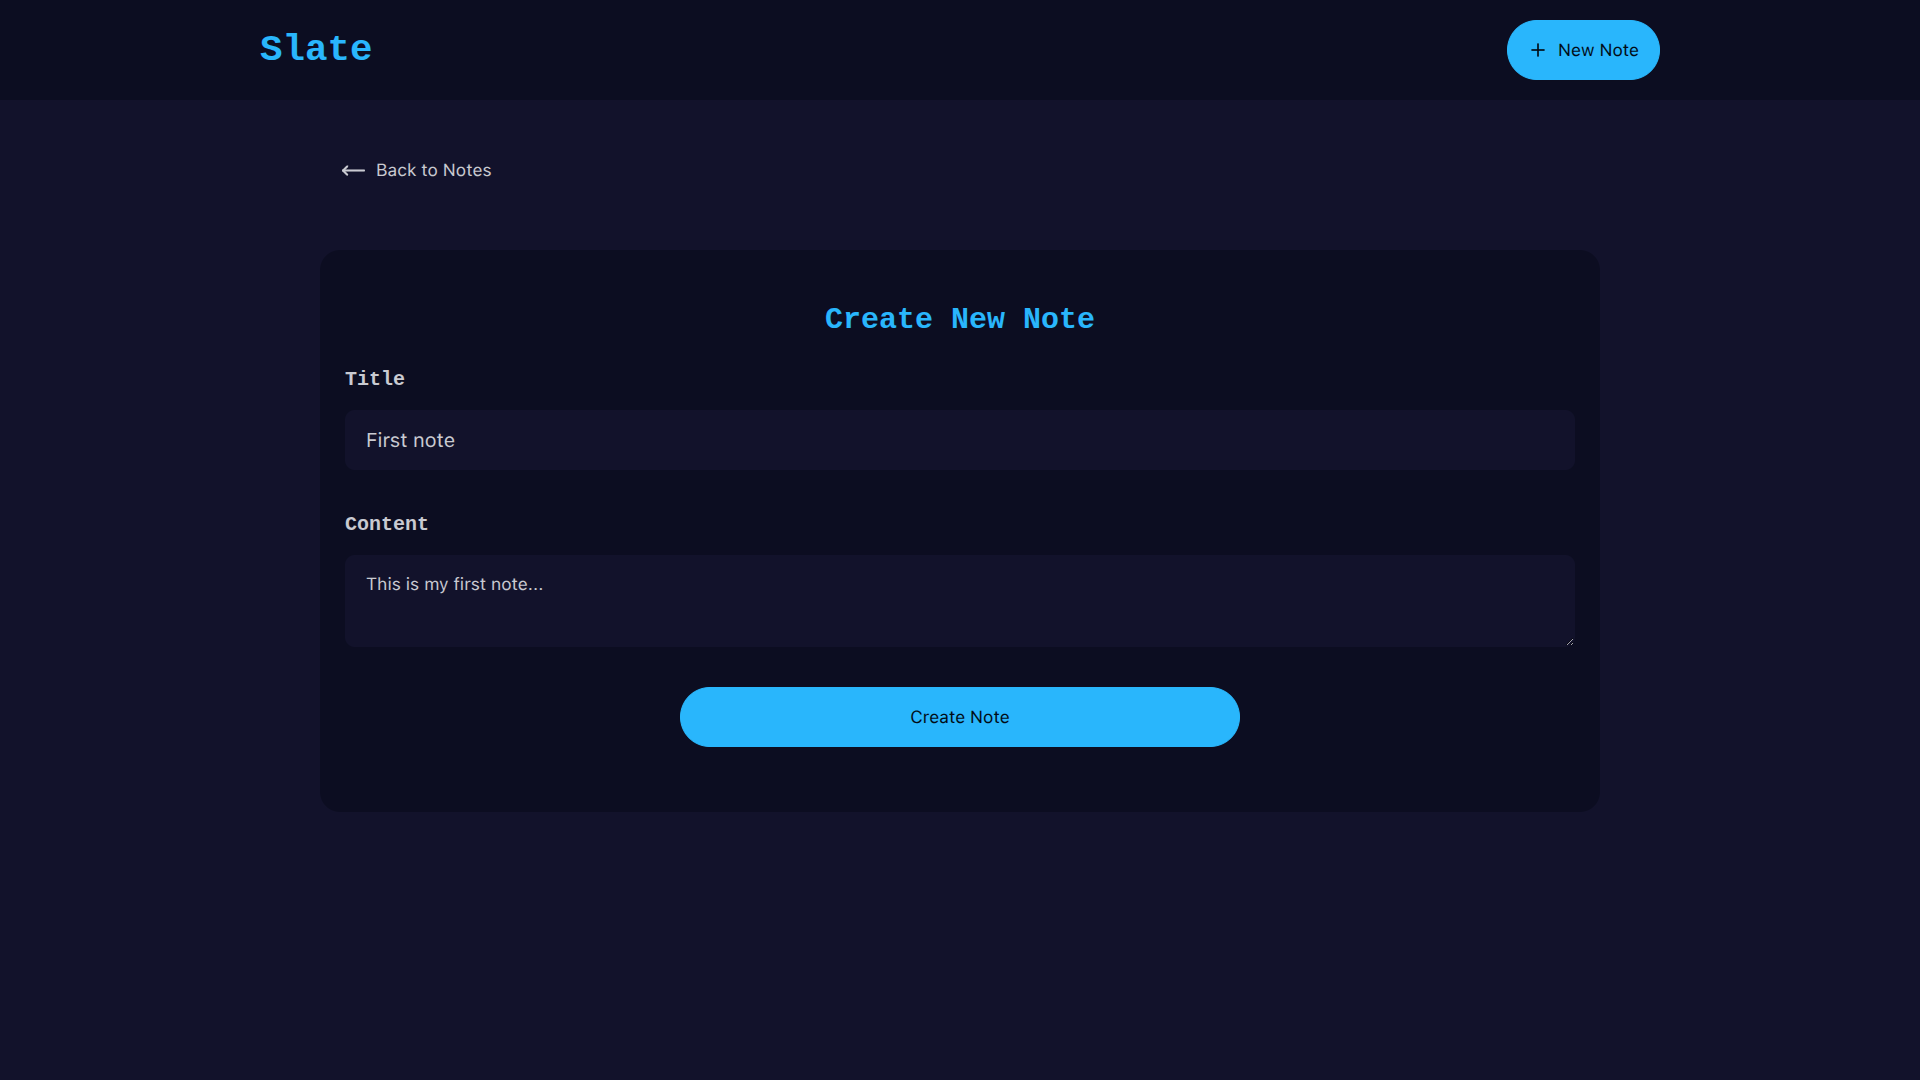 Slate
New Note
Back to Notes
Create New Note
Title
First note
Content
This is my first note...
Create Note